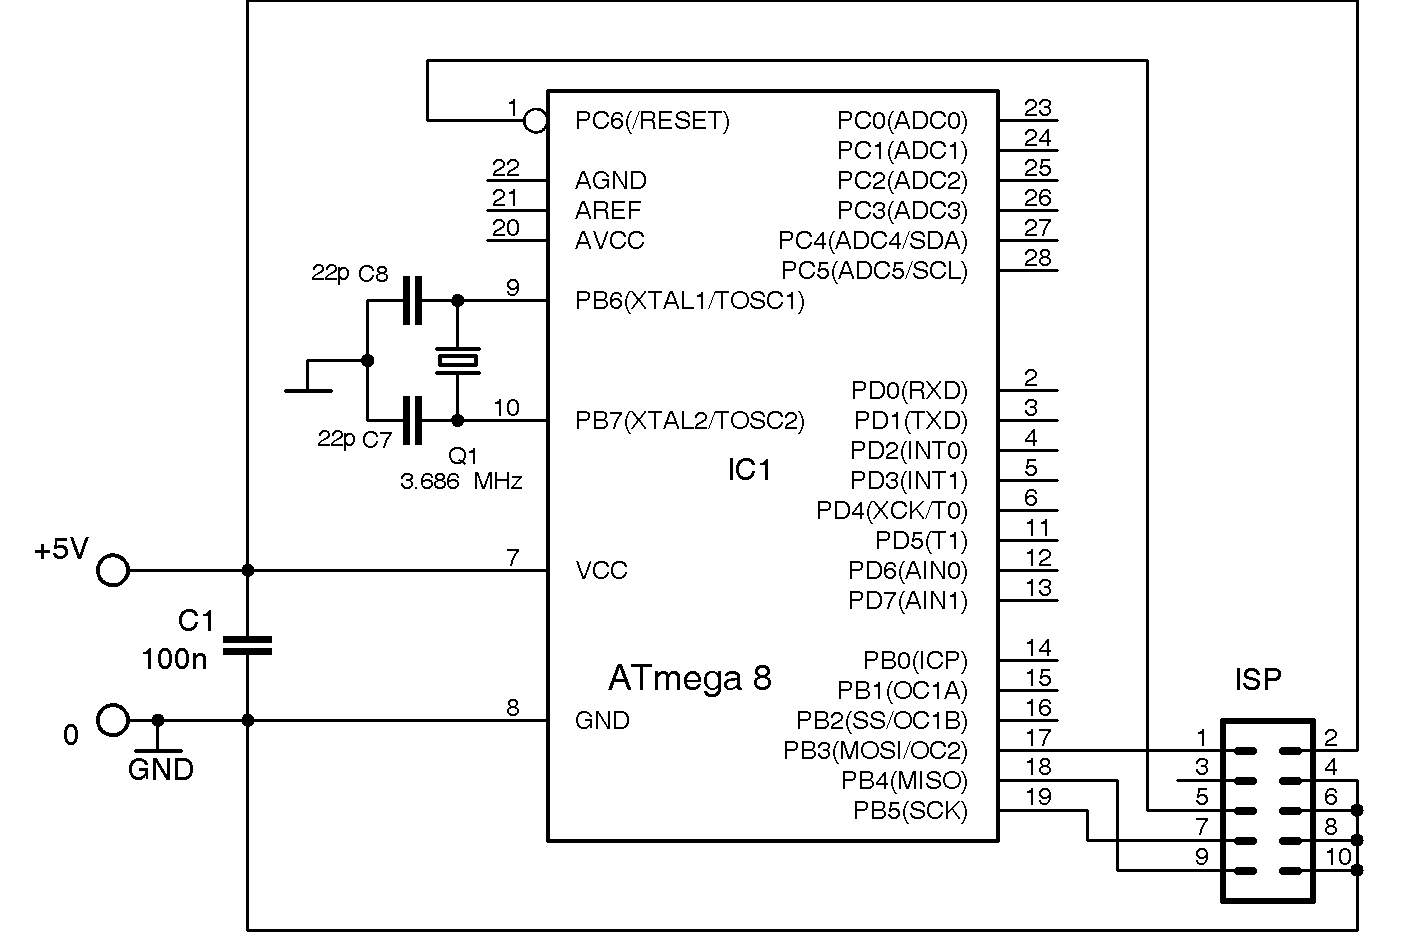 1 PC6(/RESET) PC0(ADC0) 23
PC1(ADC1) 24
22 AGND PC2(ADC2) 25
21 AREF PC3(ADC3) 26
20 AVCC PC4(ADC4/SDA) 27
PC5(ADC5/SCL) 28
22p C8
9 PB6(XTAL1/TOSC1)
PD0(RXD) 2
10 PB7(XTAL2/TOSC2) PD1(TXD) 3
22p C7
PD2(INT0) 4
Q1
IC1
3.686 MHz
PD3(INT1) 5
PD4(XCK/T0) 6
PD5(T1) 11
+5V
7 VCC PD6(AIN0) 12
PD7(AIN1) 13
C1
100n
PB0(ICP) 14
ATmega 8
ISP
PB1(OC1A) 15
0
8 GND PB2(SS/OC1B) 16
PB3(MOSI/OC2) 17 1 2
GND
PB4(MISO) 18 3 4
PB5(SCK) 19 5 6
7 8
9 10